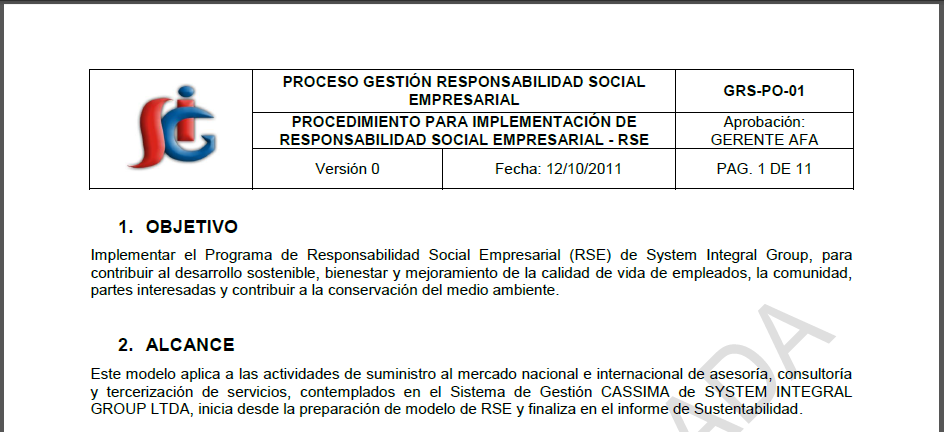 SiG
PROCESO GESTIÓN RESPONSABILIDAD SOCIAL
EMPRESARIAL
GRS-PO-01
PROCEDIMIENTO PARA IMPLEMENTACIÓN DE
RESPONSABILIDAD SOCIAL EMPRESARIAL - RSE
Aprobación:
GERENTE AFA
Versión 0
Fecha: 12/10/2011
PAG. 1 DE 11
1. OBJETIVO
Implementar el Programa de Responsabilidad Social Empresarial (RSE) de System Integral Group, para
contribuir al desarrollo sostenible, bienestar y mejoramiento de la calidad de vida de empleados, la comunidad,
partes interesadas y contribuir a la conservación del medio ambiente.
2. ALCANCE
Este modelo aplica a las actividades de suministro al mercado nacional e internacional de asesoría, consultoría
y tercerización de servicios, contemplados en el Sistema de Gestión CASSIMA de SYSTEM INTEGRAL
GROUP LTDA, inicia desde la preparación de modelo de RSE y finaliza en el informe de Sustentabilidad.
ADA